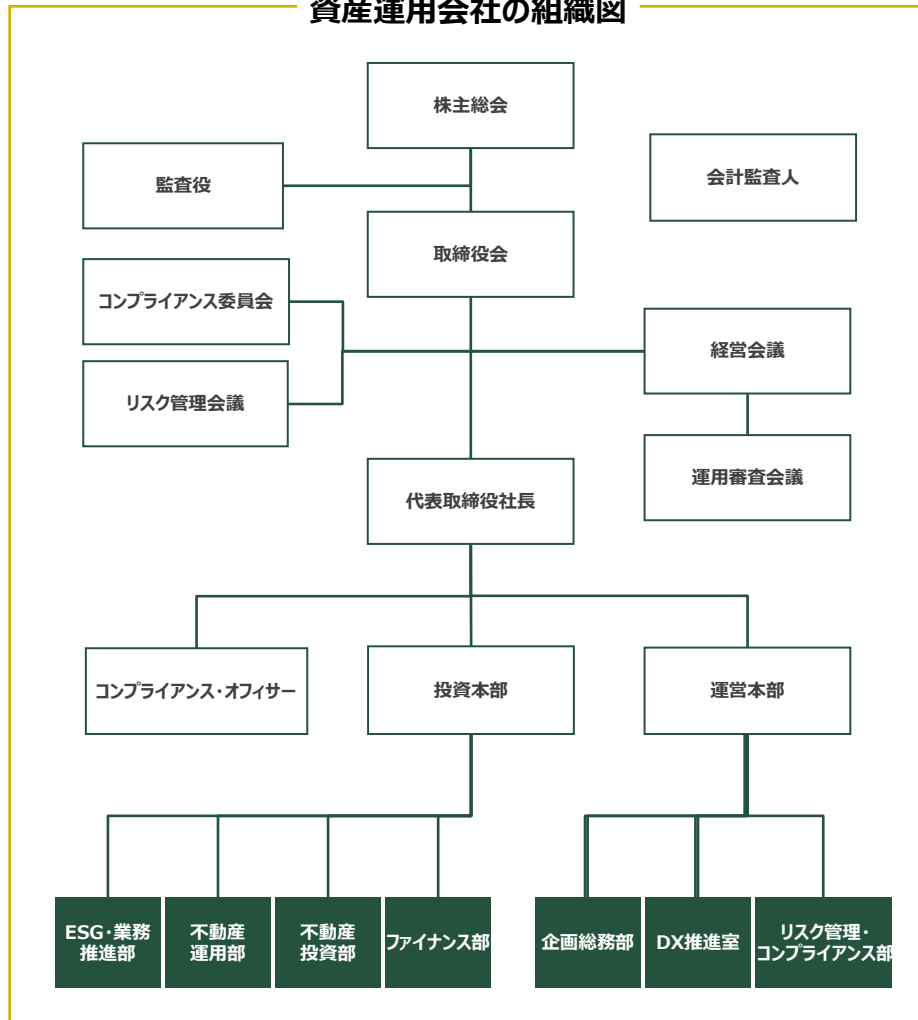 資産運用会社の組織図
株主総会
監査役
会計監査人
取締役会
コンプライアンス委員会
経営会議
リスク管理会議
運用審査会議
代表取締役社長
コンプライアンス・オフィサー
投資本部
運営本部
ESG・業務
推進部
不動産
運用部
不動産
投資部
ファイナンス部
企画総務部
DX推進室
リスク管理・
コンプライアンス部